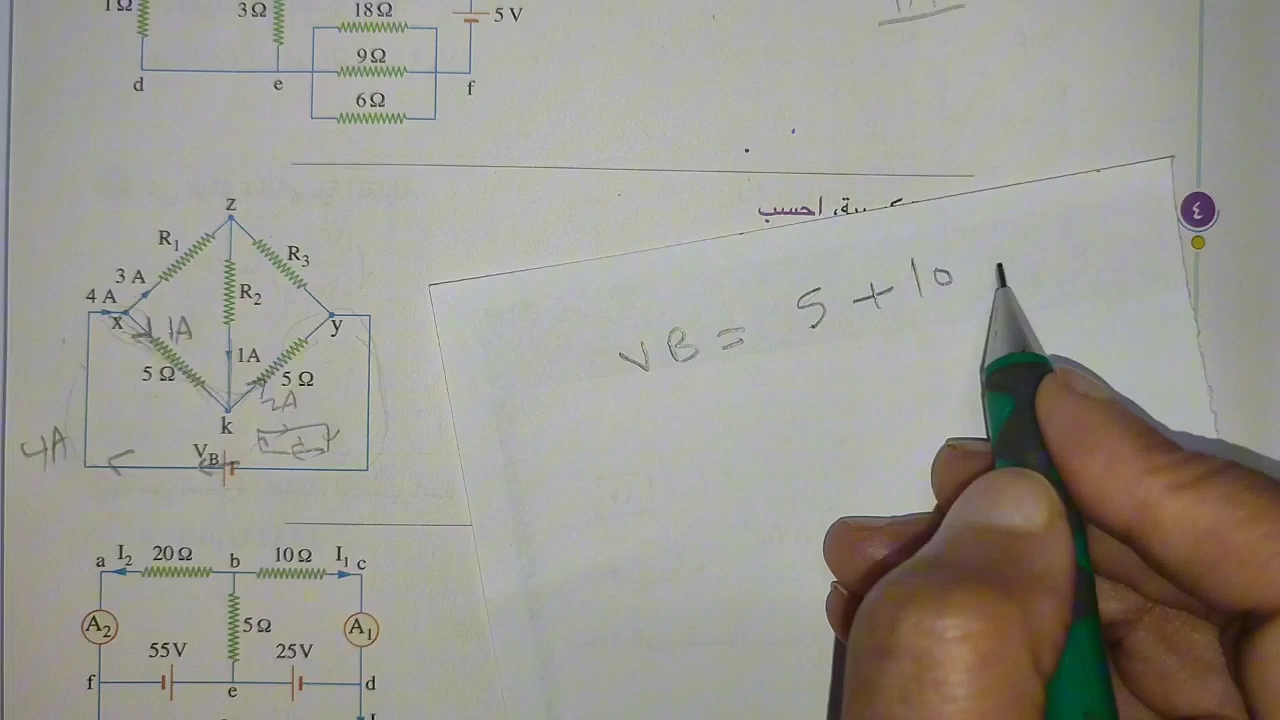 1Ω
3Ω
18Ω
5 V
9Ω
6Ω
d
e
f
احسب
٤
z
R1
R3
3 A
4 A
R2
x
1A
y
1A
5 Ω
5 Ω
2A
k
4A
VB
VB = 5 + 10
a I2 20Ω b 10Ω I1 c
A2
5Ω
A1
55V
25V
f
e
d